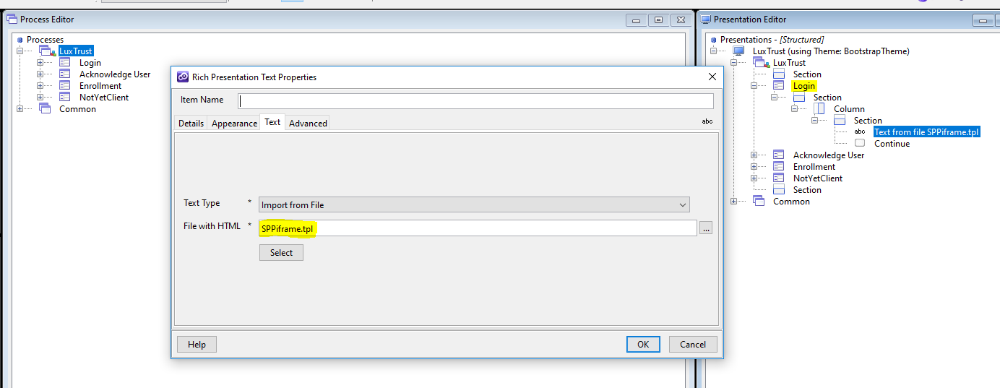 Process Editor
Processes
LuxTrust
Login
Acknowledge User
Enrollment
NotYetClient
Common
Rich Presentation Text Properties
Item Name
Details Appearance Text Advanced
abc
Text Type * Import from File
File with HTML * SPPiframe.tpl
...
Select
Help OK Cancel
Presentation Editor
Presentations - [Structured]
LuxTrust (using Theme: BootstrapTheme)
LuxTrust
Section
Login
Section
Column
Section
abc Text from file SPPiframe.tpl
Continue
Acknowledge User
Enrollment
NotYetClient
Section
Common